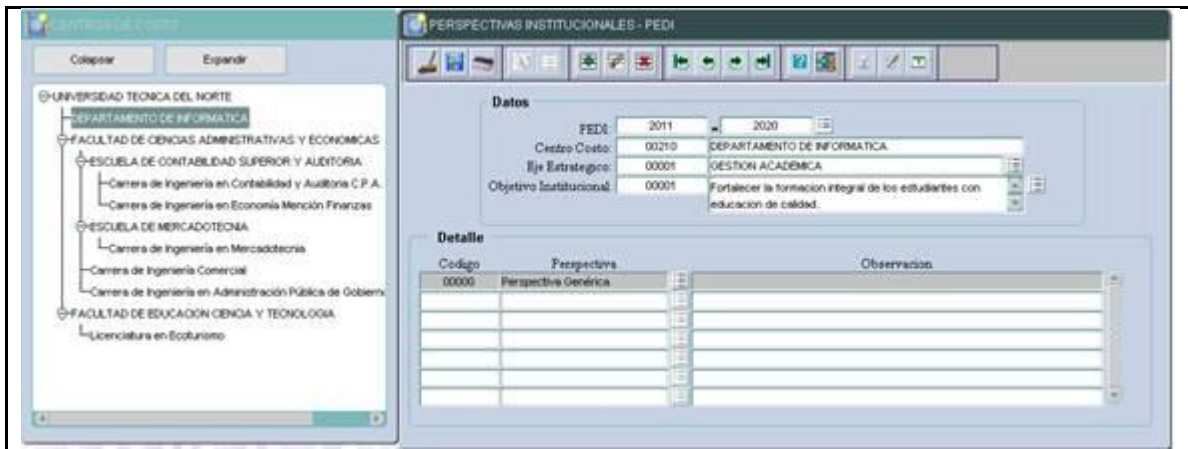 CENTROS DE COSTO
Colapsar Expandir
UNIVERSIDAD TECNICA DEL NORTE
DEPARTAMENTO DE INFORMATICA
FACULTAD DE CIENCIAS ADMINISTRATIVAS Y ECONOMICAS
ESCUELA DE CONTABILIDAD SUPERIOR Y AUDITORIA
Carrera de Ingeniería en Contabilidad y Auditoria C.P.A.
Carrera de Ingeniería en Economía Mención Finanzas
ESCUELA DE MERCADOTECNIA
Carrera de Ingeniería en Mercadotecnia
Carrera de Ingeniería Comercial
Carrera de Ingeniería en Administración Pública de Gobierno
FACULTAD DE EDUCACION CIENCIA Y TECNOLOGIA
Licenciatura en Ecoturismo
PERSPECTIVAS INSTITUCIONALES - PEDI
Datos
PEDI: 2011 - 2020
Centro Costo: 00210 DEPARTAMENTO DE INFORMATICA
Eje Estrategico: 00001 GESTION ACADEMICA
Objetivo Institucional: 00001 Fortalecer la formacion integral de los estudiantes con
educacion de calidad.
Detalle
Codigo Perspectiva Observacion
00000 Perspectiva Genérica